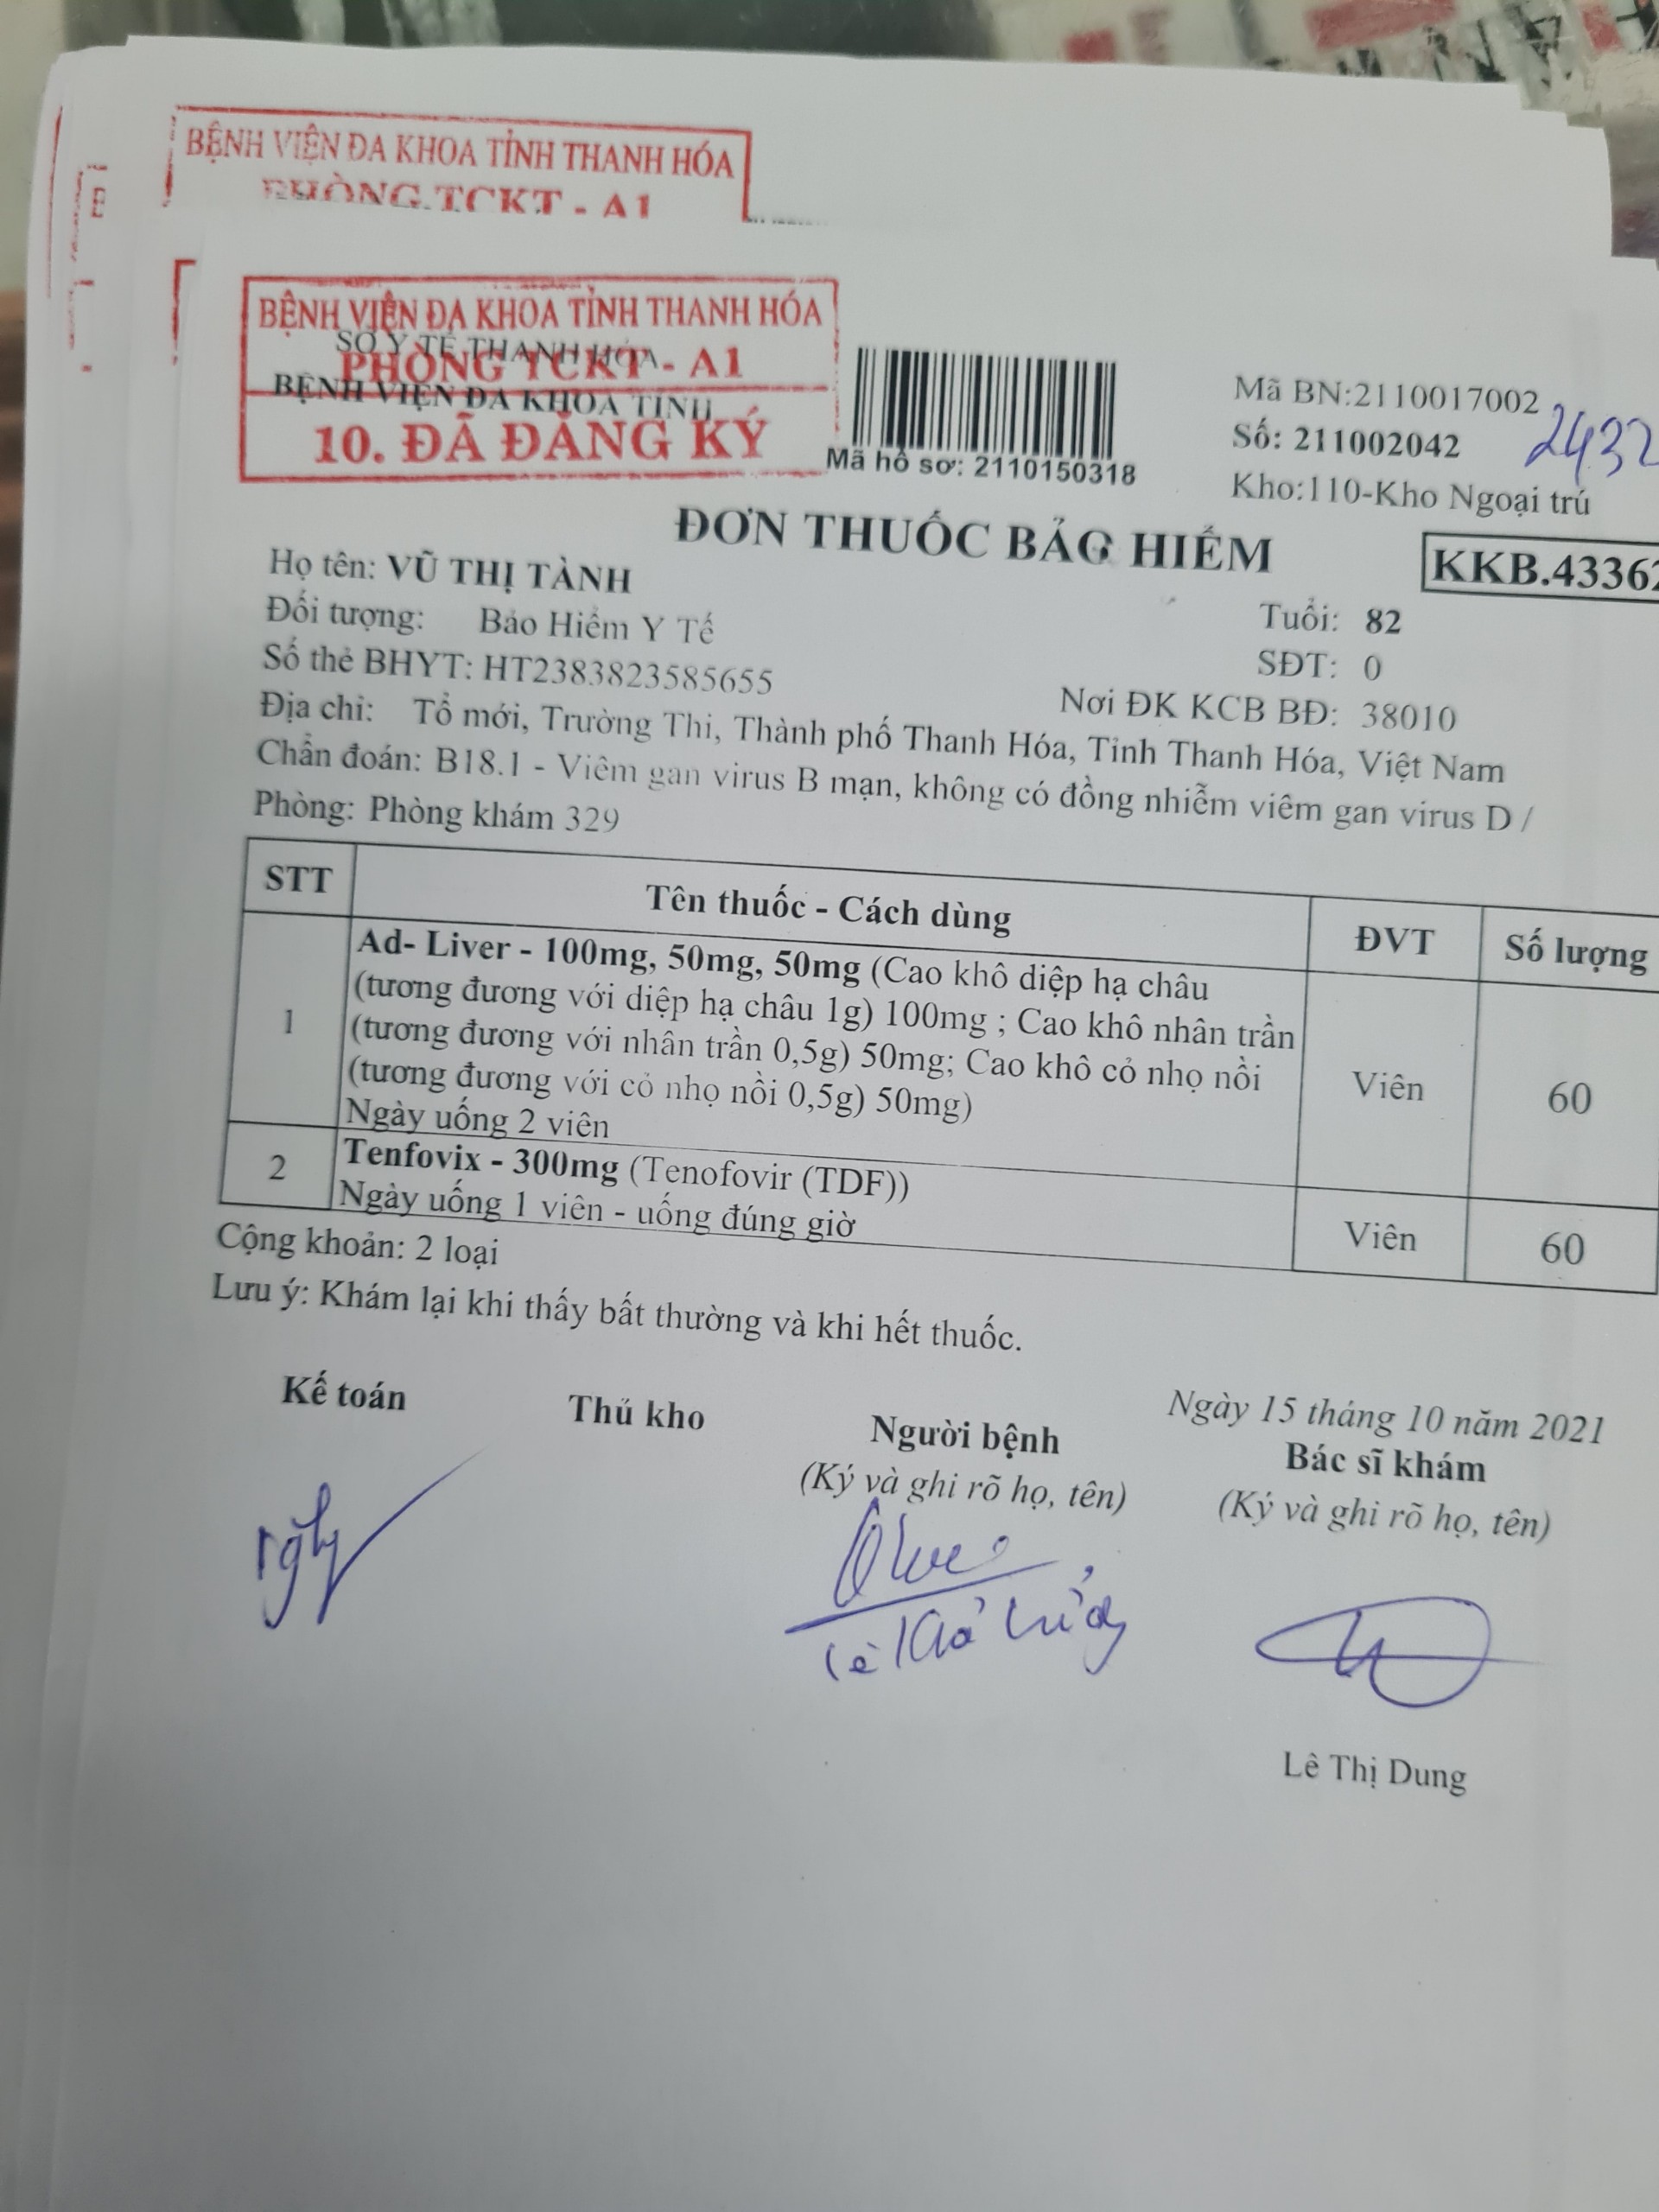 BỆNH VIỆN ĐA KHOA TỈNH THANH HÓA
PHÒNG.TCKT - A1
BỆNH VIỆN ĐA KHOA TỈNH THANH HÓA
SỞ Y TẾ THANH HÓA
PHÒNG TCKT - A1
BỆNH VIỆN ĐA KHOA TỈNH
10. ĐÃ ĐĂNG KÝ
Mã hồ sơ: 2110150318
Mã BN:2110017002
2432
Số: 211002042
Kho:110-Kho Ngoại trú
ĐƠN THUỐC BẢO HIỂM
KKB.43362
Họ tên: VŨ THỊ TÀNH
Tuổi: 82
Đối tượng: Bảo Hiểm Y Tế
SĐT: 0
Số thẻ BHYT: HT2383823585655
Nơi ĐK KCB BĐ: 38010
Địa chỉ: Tổ mới, Trường Thi, Thành phố Thanh Hóa, Tỉnh Thanh Hóa, Việt Nam
Chẩn đoán: B18.1 - Viêm gan virus B mạn, không có đồng nhiễm viêm gan virus D /
Phòng: Phòng khám 329
STT Tên thuốc - Cách dùng ĐVT Số lượng
Ad- Liver - 100mg, 50mg, 50mg (Cao khô diệp hạ châu
(tương đương với diệp hạ châu 1g) 100mg ; Cao khô nhân trần
1 (tương đương với nhân trần 0,5g) 50mg; Cao khô cỏ nhọ nồi Viên 60
(tương đương với cỏ nhọ nồi 0,5g) 50mg)
Ngày uống 2 viên
2 Tenfovix - 300mg (Tenofovir (TDF)) Viên 60
Ngày uống 1 viên - uống đúng giờ
Cộng khoản: 2 loại
Lưu ý: Khám lại khi thấy bất thường và khi hết thuốc.
Ngày 15 tháng 10 năm 2021
Kế toán Thủ kho Người bệnh Bác sĩ khám
(Ký và ghi rõ họ, tên) (Ký và ghi rõ họ, tên)
Lê Thị Dung